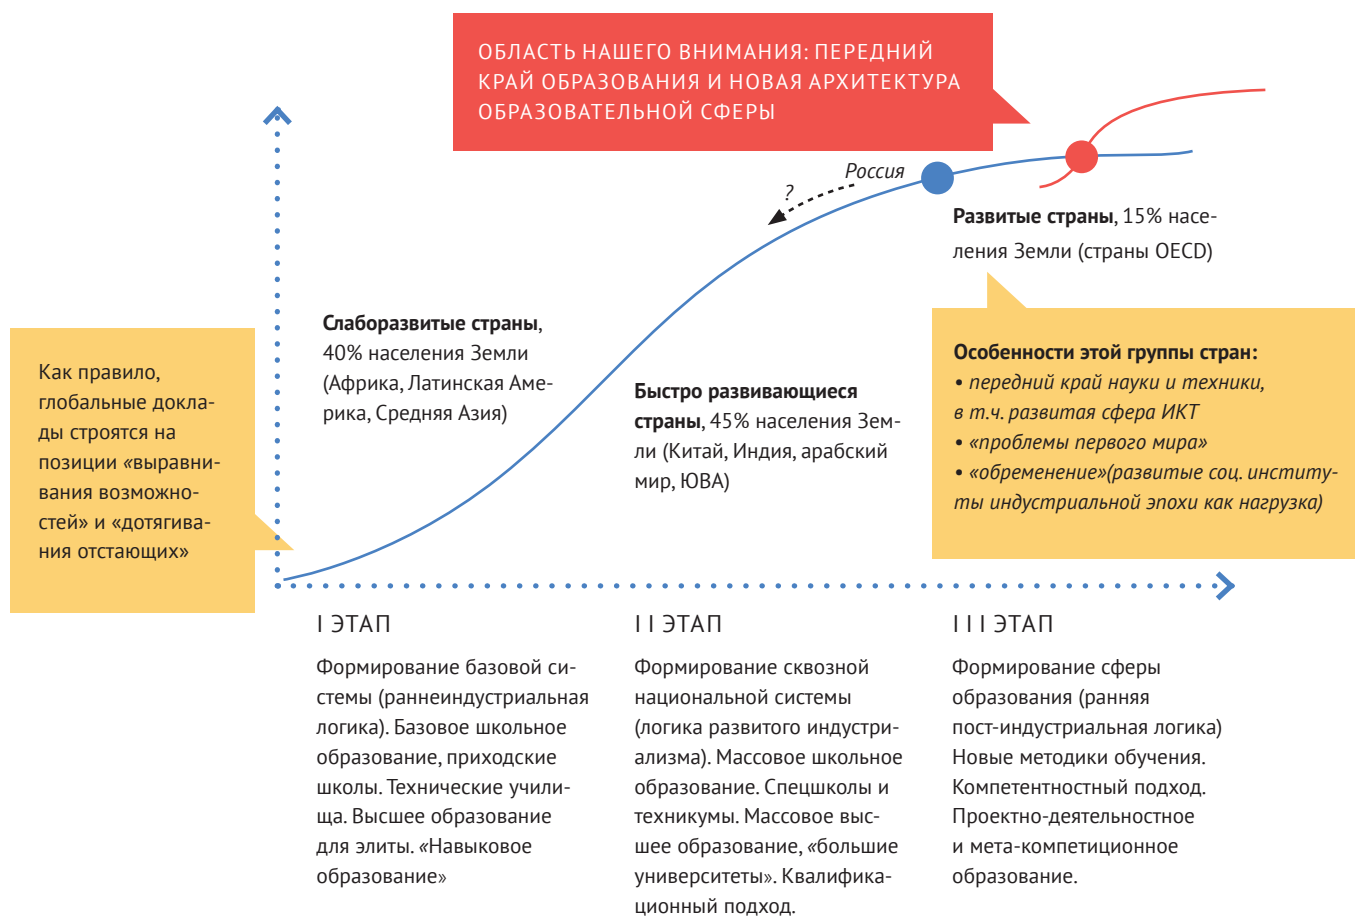 ОБЛАСТЬ НАШЕГО ВНИМАНИЯ: ПЕРЕДНИЙ
КРАЙ ОБРАЗОВАНИЯ И НОВАЯ АРХИТЕКТУРА
ОБРАЗОВАТЕЛЬНОЙ СФЕРЫ
Россия
?
Развитые страны, 15% насе-
ления Земли (страны OECD)
Слаборазвитые страны,
40% населения Земли
(Африка, Латинская Аме-
рика, Средняя Азия)
Быстро развивающиеся
страны, 45% населения Зем-
ли (Китай, Индия, арабский
мир, ЮВА)
Как правило,
глобальные докла-
ды строятся на
позиции «выравни-
вания возможно-
стей» и «дотягива-
ния отстающих»
Особенности этой группы стран:
• передний край науки и техники,
в т.ч. развитая сфера ИКТ
• «проблемы первого мира»
• «обременение»(развитые соц. институ-
ты индустриальной эпохи как нагрузка)
I ЭТАП
Формирование базовой си-
стемы (раннеиндустриальная
логика). Базовое школьное
образование, приходские
школы. Технические учили-
ща. Высшее образование
для элиты. «Навыковое
образование»
II ЭТАП
Формирование сквозной
национальной системы
(логика развитого индустри-
ализма). Массовое школьное
образование. Спецшколы и
техникумы. Массовое выс-
шее образование, «большие
университеты». Квалифика-
ционный подход.
III ЭТАП
Формирование сферы
образования (ранняя
пост-индустриальная логика)
Новые методики обучения.
Компетентностный подход.
Проектно-деятельностное
и мета-компетиционное
образование.